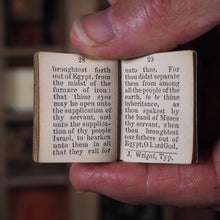 28
broughtest forth
out of Egypt, from
the midst of the
furnace of iron:
that thine eyes
may be open unto
the supplication of
thy servant, and
unto the supplica-
tion of thy people
Israel, to hearken
unto them in all
that they call for
29
unto thee. For
thou didst separate
them from among
all the people of the
earth, to be thine
inheritance, as
thou spakest by
the hand of Moses
thy servant, when
thou broughtest
our fathers out of
Egypt, O Lord God.
J. Wright, Typ.